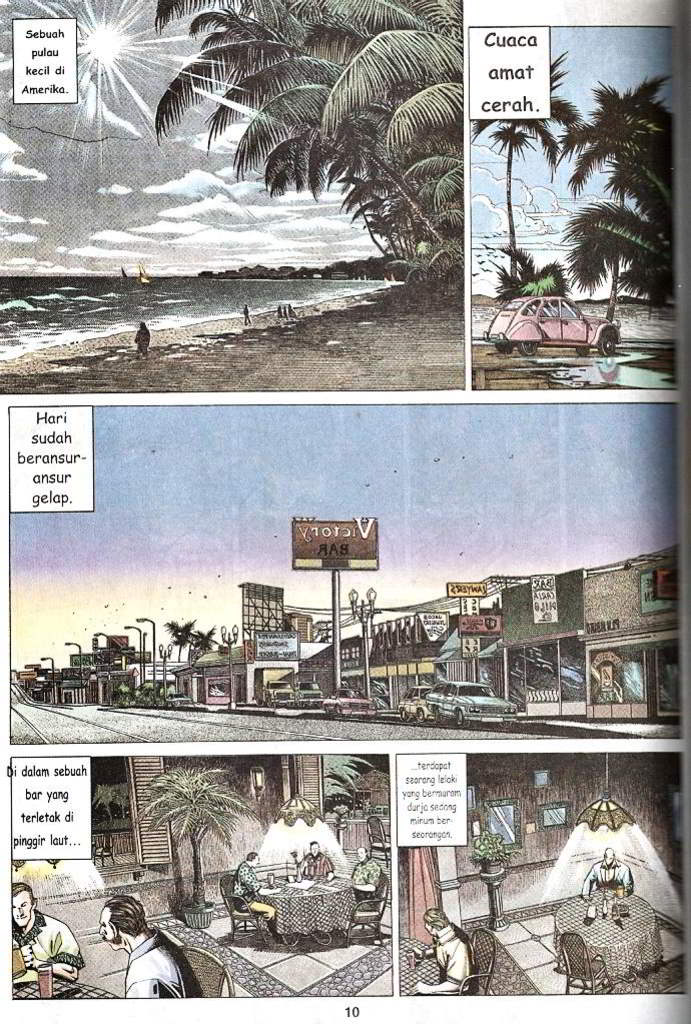 Sebuah
pulau
kecil di
Amerika.
Cuaca
amat
cerah.
Hari
sudah
beransur-
ansur
gelap.
Victory
BAR
BAR
Di dalam sebuah
bar yang
terletak di
pinggir laut...
...terdapat
seorang lelaki
yang bermuram
durja sedang
minum ber-
seorangan.
10